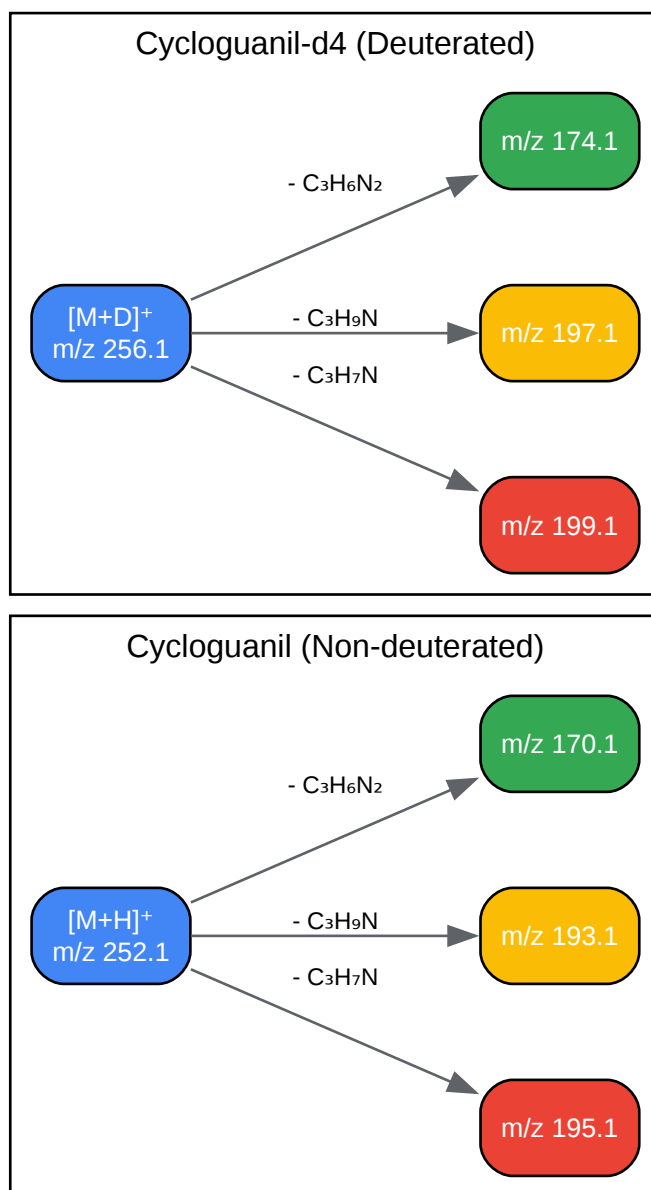 Cycloguanil-d4 (Deuterated)
m/z 174.1
- C₃H₆N₂
[M+D]⁺
m/z 256.1
- C₃H₉N
m/z 197.1
- C₃H₇N
m/z 199.1
Cycloguanil (Non-deuterated)
m/z 170.1
- C₃H₆N₂
[M+H]⁺
m/z 252.1
- C₃H₉N
m/z 193.1
- C₃H₇N
m/z 195.1